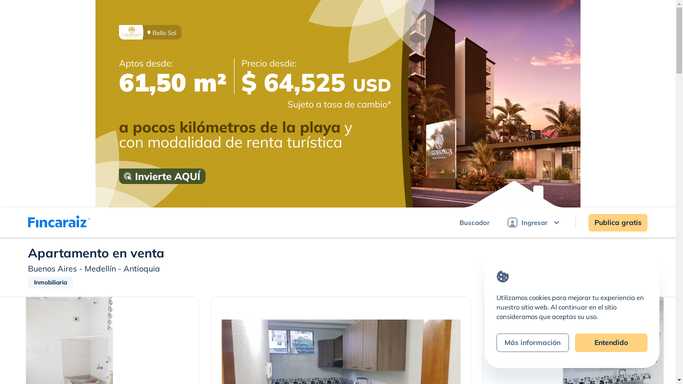 Bello Sol
Aptos desde:
61,50 m²
Precio desde:
$ 64,525 USD
Sujeto a tasa de cambio*
a pocos kilómetros de la playa y
con modalidad de renta turística
Invierte AQUÍ
Fincaraiz
Buscador
Ingresar
Publica gratis
Apartamento en venta
Buenos Aires - Medellín - Antioquia
Inmobiliaria
Utilizamos cookies para mejorar tu experiencia en
nuestro sitio web. Al continuar en el sitio
consideramos que aceptas su uso.
Más información
Entendido